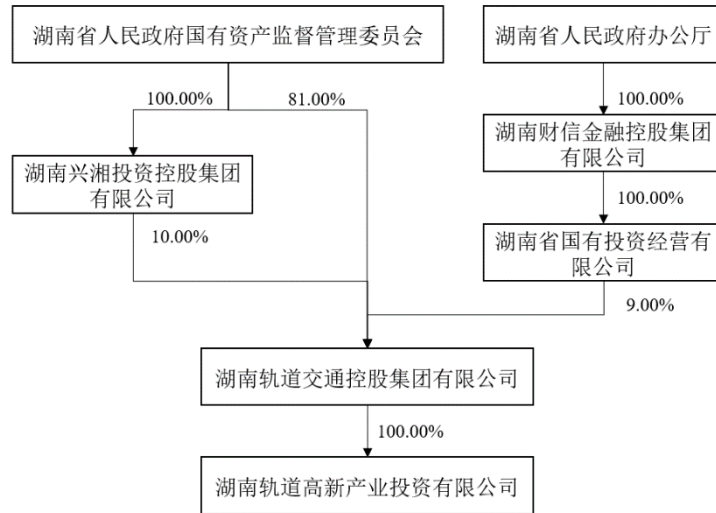 湖南省人民政府国有资产监督管理委员会
湖南省人民政府办公厅
100.00%
81.00%
100.00%
湖南兴湘投资控股集团
有限公司
湖南财信金融控股集团
有限公司
100.00%
10.00%
湖南省国有投资经营有
限公司
9.00%
湖南轨道交通控股集团有限公司
100.00%
湖南轨道高新产业投资有限公司